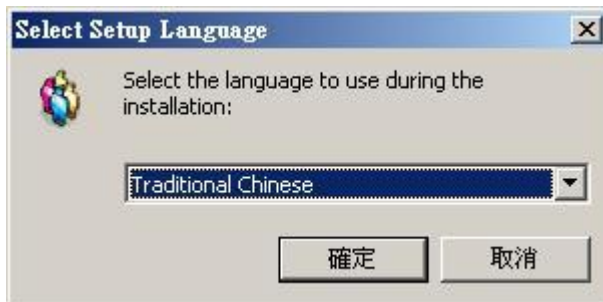 Select Setup Language
Select the language to use during the
installation:
Traditional Chinese
確定
取消